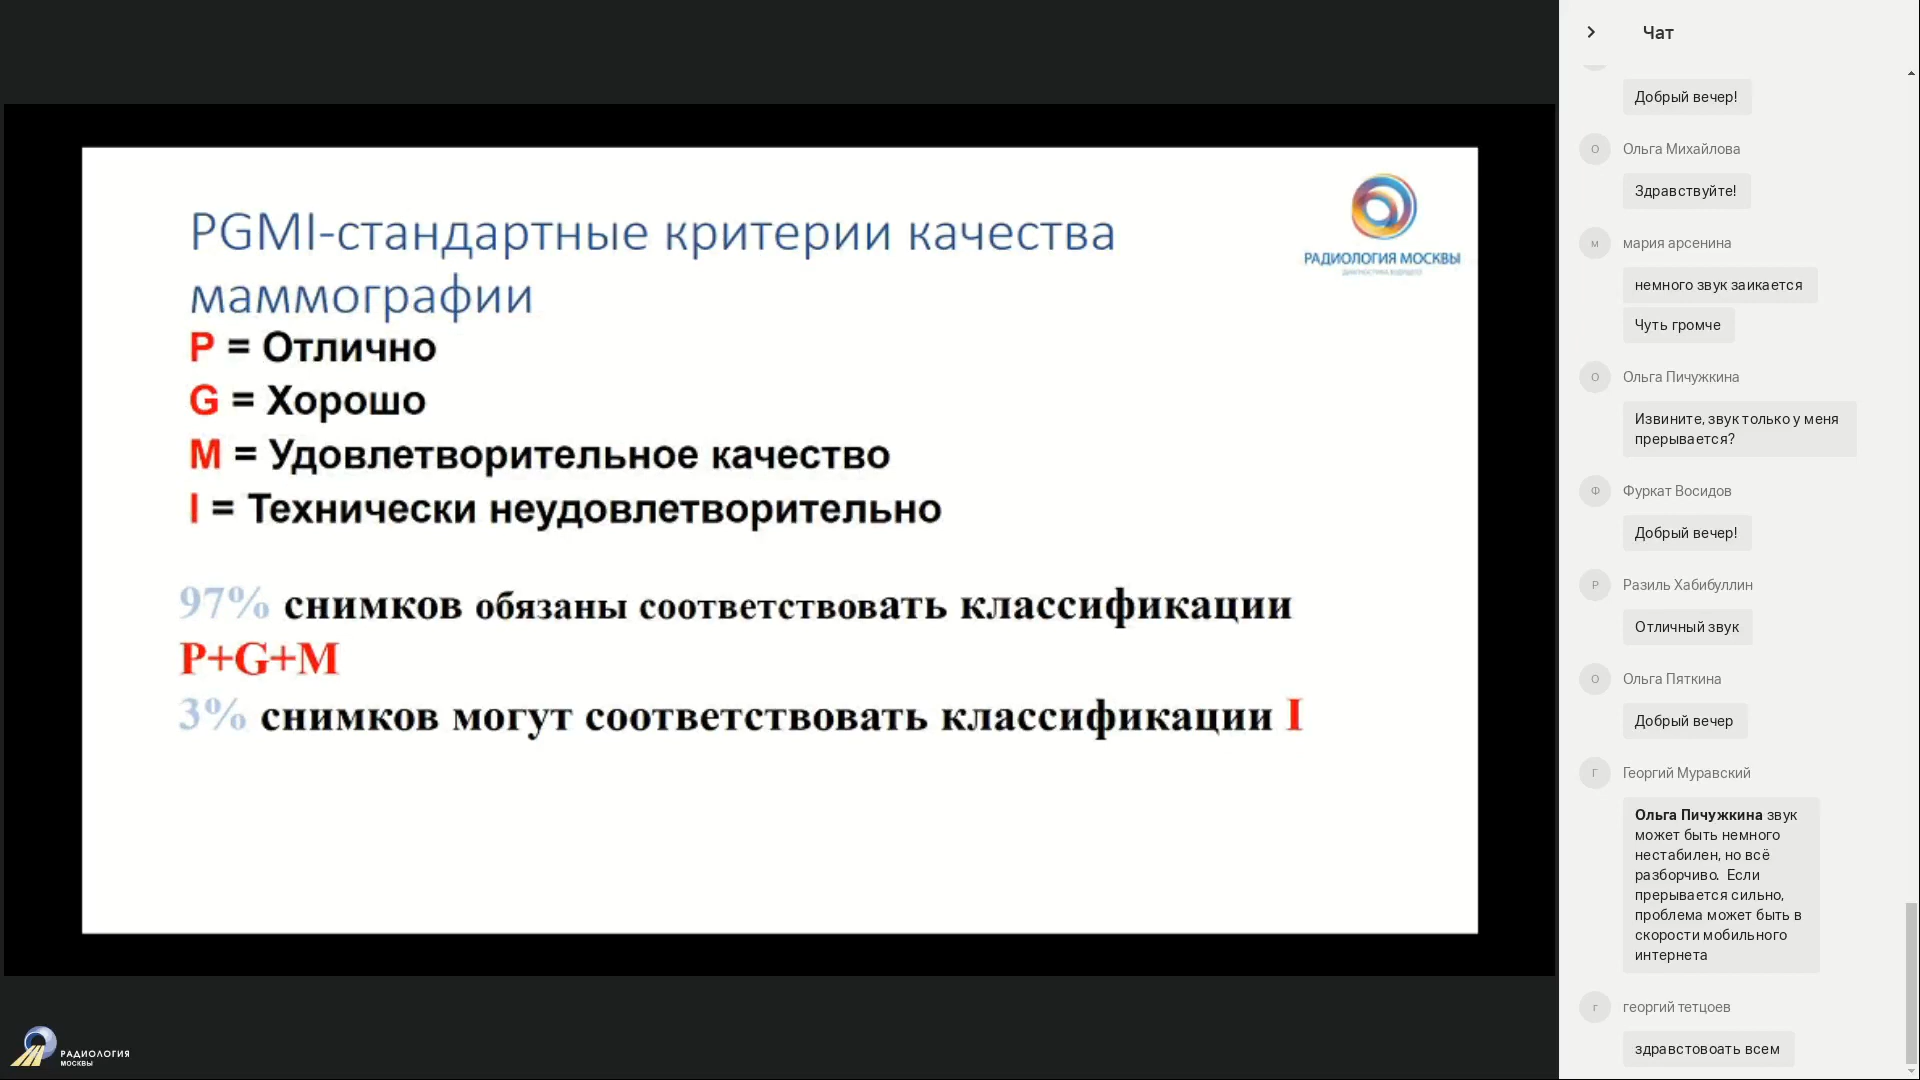 PGMI-стандартные критерии качества
маммографии
РАДИОЛОГИЯ МОСКВЫ
ДИАГНОСТИКА БУДУЩЕГО
P = Отлично
G = Хорошо
M = Удовлетворительное качество
I = Технически неудовлетворительно
97% снимков обязаны соответствовать классификации
P+G+M
3% снимков могут соответствовать классификации I
РАДИОЛОГИЯ
МОСКВЫ
Чат
Добрый вечер!
О
Ольга Михайлова
Здравствуйте!
м
мария арсенина
немного звук заикается
Чуть громче
О
Ольга Пичужкина
Извините, звук только у меня
прерывается?
Ф
Фуркат Восидов
Добрый вечер!
Р
Разиль Хабибуллин
Отличный звук
О
Ольга Пяткина
Добрый вечер
Г
Георгий Муравский
Ольга Пичужкина звук
может быть немного
нестабилен, но всё
разборчиво. Если
прерывается сильно,
проблема может быть в
скорости мобильного
интернета
г
георгий тетцоев
здравстовоать всем